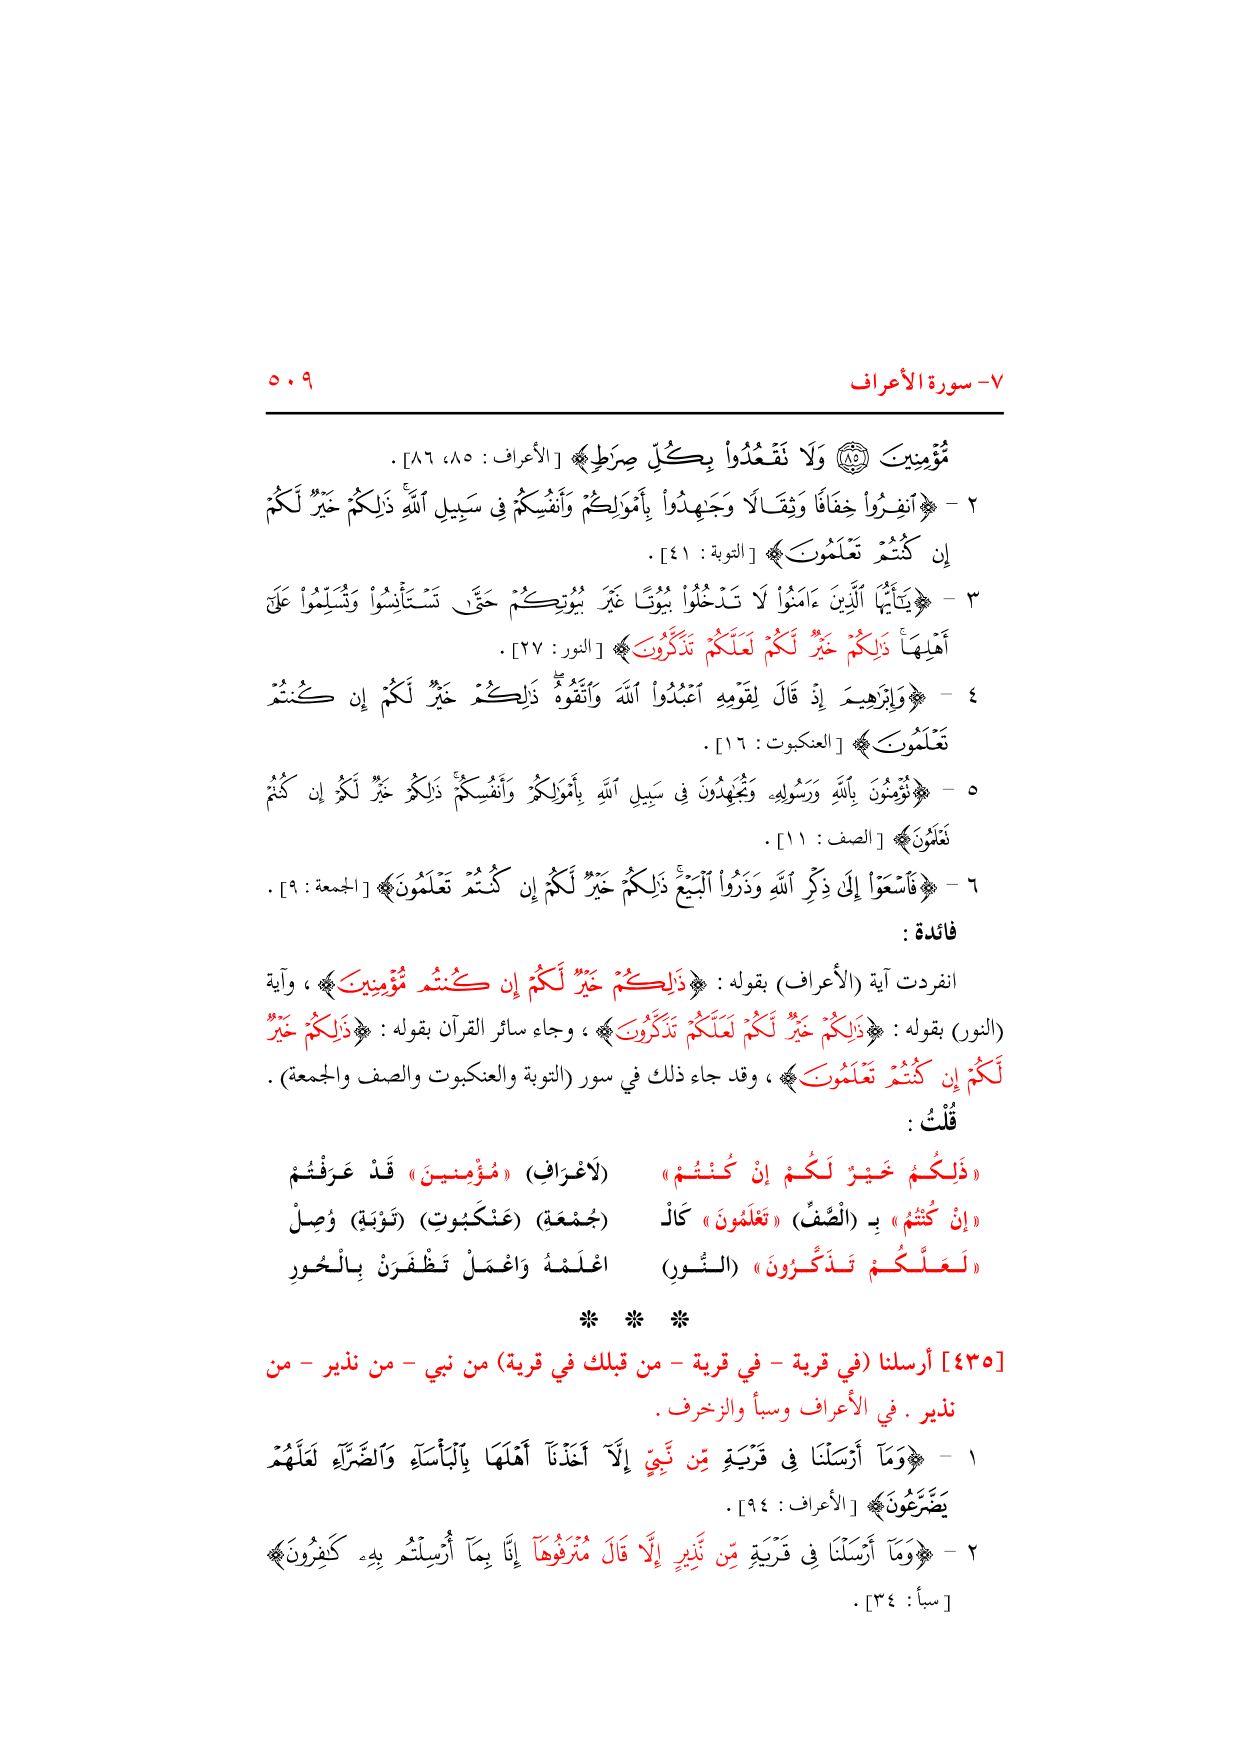 ٧- سورة الأعراف ٥٠٩
مُّؤْمِنِينَ ٨٥ وَلَا تَقْعُدُوا۟ بِكُلِّ صِرَٰطٍ﴾ [الأعراف : ٨٥، ٨٦] .
٢ - ﴿ٱنفِرُوا۟ خِفَافًا وَثِقَالًا وَجَٰهِدُوا۟ بِأَمْوَٰلِكُمْ وَأَنفُسِكُمْ فِى سَبِيلِ ٱللَّهِ ۚ ذَٰلِكُمْ خَيْرٌ لَّكُمْ
إِن كُنتُمْ تَعْلَمُونَ﴾ [التوبة : ٤١] .
٣ - ﴿يَٰٓأَيُّهَا ٱلَّذِينَ ءَامَنُوا۟ لَا تَدْخُلُوا۟ بُيُوتًا غَيْرَ بُيُوتِكُمْ حَتَّىٰ تَسْتَأْنِسُوا۟ وَتُسَلِّمُوا۟ عَلَىٰٓ
أَهْلِهَا ۚ ذَٰلِكُمْ خَيْرٌ لَّكُمْ لَعَلَّكُمْ تَذَكَّرُونَ﴾ [النور : ٢٧] .
٤ - ﴿وَإِبْرَٰهِيمَ إِذْ قَالَ لِقَوْمِهِ ٱعْبُدُوا۟ ٱللَّهَ وَٱتَّقُوهُ ۖ ذَٰلِكُمْ خَيْرٌ لَّكُمْ إِن كُنتُمْ
تَعْلَمُونَ﴾ [العنكبوت : ١٦] .
٥ - ﴿تُؤْمِنُونَ بِٱللَّهِ وَرَسُولِهِۦ وَتُجَٰهِدُونَ فِى سَبِيلِ ٱللَّهِ بِأَمْوَٰلِكُمْ وَأَنفُسِكُمْ ۚ ذَٰلِكُمْ خَيْرٌ لَّكُمْ إِن كُنتُمْ
تَعْلَمُونَ﴾ [الصف : ١١] .
٦ - ﴿فَٱسْعَوْا۟ إِلَىٰ ذِكْرِ ٱللَّهِ وَذَرُوا۟ ٱلْبَيْعَ ۚ ذَٰلِكُمْ خَيْرٌ لَّكُمْ إِن كُنتُمْ تَعْلَمُونَ﴾ [الجمعة : ٩] .
فائدة :
انفردت آية (الأعراف) بقوله : ﴿ذَٰلِكُمْ خَيْرٌ لَّكُمْ إِن كُنتُم مُّؤْمِنِينَ﴾ ، وآية
(النور) بقوله : ﴿ذَٰلِكُمْ خَيْرٌ لَّكُمْ لَعَلَّكُمْ تَذَكَّرُونَ﴾ ، وجاء سائر القرآن بقوله : ﴿ذَٰلِكُمْ خَيْرٌ
لَّكُمْ إِن كُنتُمْ تَعْلَمُونَ﴾ ، وقد جاء ذلك في سور (التوبة والعنكبوت والصف والجمعة) .
قُلْتُ :
«ذَلِكُمُ خَيْرٌ لَكُمْ إنْ كُنْتُمْ» (لَاعْرَافِ) «مُؤْمِنينَ» قَدْ عَرَفْتُمْ
«إنْ كُنْتُمُ» بِـ (الْصَّفِّ) «تَعْلَمُونَ» كَالْـ (جُمْعَةِ) (عَنْكَبُوتِ) (تَوْبَةٍ) وُصِلْ
«لَعَلَّكُمْ تَذَكَّرُونَ» (النُّورِ) اعْلَمْهُ وَاعْمَلْ تَظْفَرَنْ بِالْحُورِ
❊ ❊ ❊
[٤٣٥] أرسلنا (في قرية - في قرية - من قبلك في قرية) من نبي - من نذير - من
نذير . في الأعراف وسبأ والزخرف .
١ - ﴿وَمَآ أَرْسَلْنَا فِى قَرْيَةٍ مِّن نَّبِىٍّ إِلَّآ أَخَذْنَآ أَهْلَهَا بِٱلْبَأْسَآءِ وَٱلضَّرَّآءِ لَعَلَّهُمْ
يَضَّرَّعُونَ﴾ [الأعراف : ٩٤] .
٢ - ﴿وَمَآ أَرْسَلْنَا فِى قَرْيَةٍ مِّن نَّذِيرٍ إِلَّا قَالَ مُتْرَفُوهَآ إِنَّا بِمَآ أُرْسِلْتُم بِهِۦ كَٰفِرُونَ﴾
[سبأ : ٣٤] .